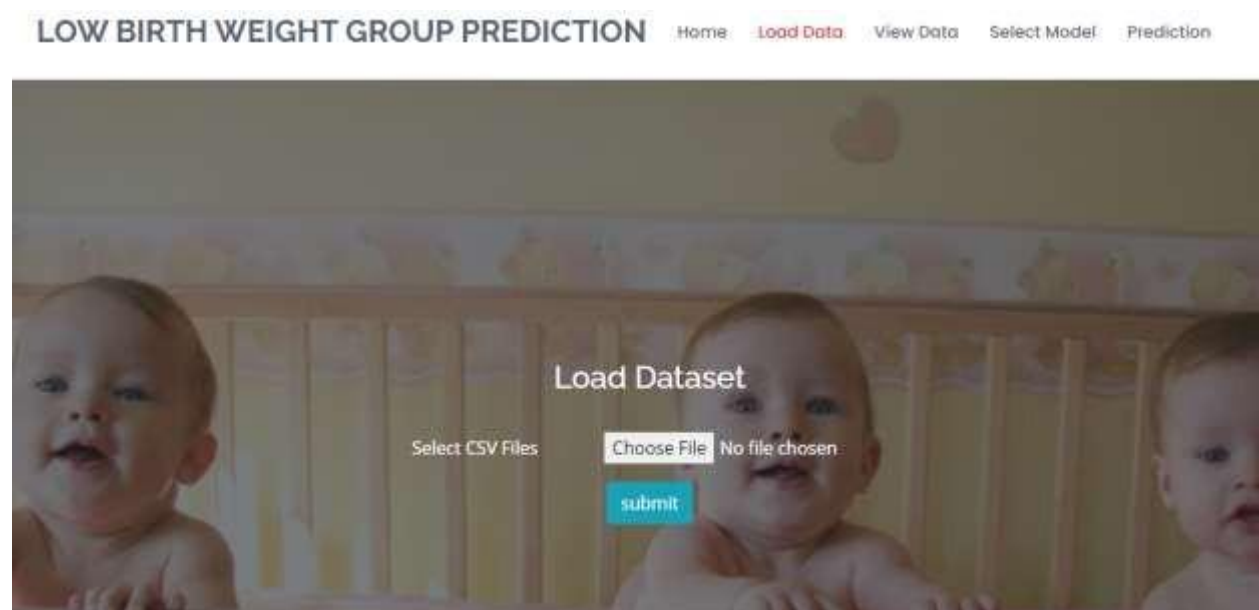 LOW BIRTH WEIGHT GROUP PREDICTION Home Load Data View Data Select Model Prediction
Load Dataset
Select CSV Files Choose File No file chosen
submit